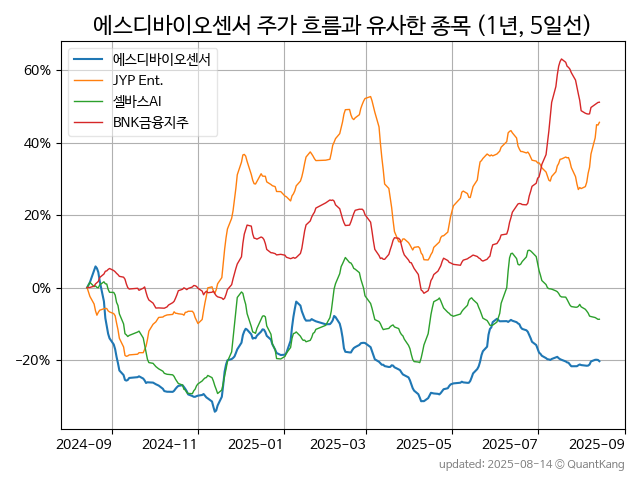 에스디바이오센서 주가 흐름과 유사한 종목 (1년, 5일선)
에스디바이오센서
JYP Ent.
셀바스AI
BNK금융지주
60%
40%
20%
0%
−20%
2024-09 2024-11 2025-01 2025-03 2025-05 2025-07 2025-09
updated: 2025-08-14 © QuantKang